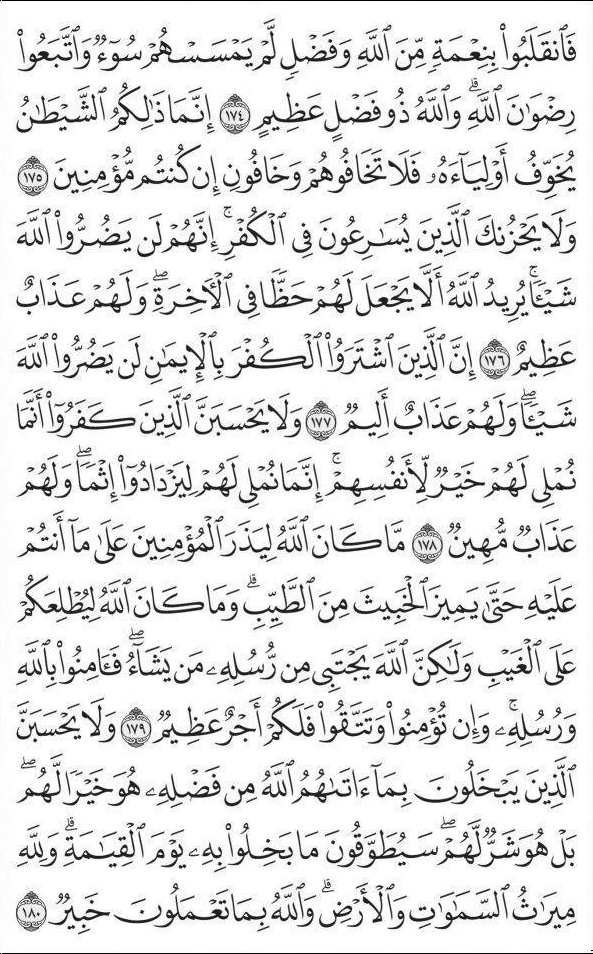 فَٱنقَلَبُوا۟ بِنِعْمَةٍ مِّنَ ٱللَّهِ وَفَضْلٍ لَّمْ يَمْسَسْهُمْ سُوٓءٌ وَٱتَّبَعُوا۟
رِضْوَٰنَ ٱللَّهِ ۗ وَٱللَّهُ ذُو فَضْلٍ عَظِيمٍ ١٧٤ إِنَّمَا ذَٰلِكُمُ ٱلشَّيْطَٰنُ
يُخَوِّفُ أَوْلِيَآءَهُۥ فَلَا تَخَافُوهُمْ وَخَافُونِ إِن كُنتُم مُّؤْمِنِينَ ١٧٥
وَلَا يَحْزُنكَ ٱلَّذِينَ يُسَٰرِعُونَ فِى ٱلْكُفْرِ ۚ إِنَّهُمْ لَن يَضُرُّوا۟ ٱللَّهَ
شَيْـًٔا ۗ يُرِيدُ ٱللَّهُ أَلَّا يَجْعَلَ لَهُمْ حَظًّا فِى ٱلْـَٔاخِرَةِ ۖ وَلَهُمْ عَذَابٌ
عَظِيمٌ ١٧٦ إِنَّ ٱلَّذِينَ ٱشْتَرَوُا۟ ٱلْكُفْرَ بِٱلْإِيمَٰنِ لَن يَضُرُّوا۟ ٱللَّهَ
شَيْـًٔا ۖ وَلَهُمْ عَذَابٌ أَلِيمٌ ١٧٧ وَلَا يَحْسَبَنَّ ٱلَّذِينَ كَفَرُوٓا۟ أَنَّمَا
نُمْلِى لَهُمْ خَيْرٌ لِّأَنفُسِهِمْ ۚ إِنَّمَا نُمْلِى لَهُمْ لِيَزْدَادُوٓا۟ إِثْمًا ۖ وَلَهُمْ
عَذَابٌ مُّهِينٌ ١٧٨ مَّا كَانَ ٱللَّهُ لِيَذَرَ ٱلْمُؤْمِنِينَ عَلَىٰ مَآ أَنتُمْ
عَلَيْهِ حَتَّىٰ يَمِيزَ ٱلْخَبِيثَ مِنَ ٱلطَّيِّبِ ۗ وَمَا كَانَ ٱللَّهُ لِيُطْلِعَكُمْ
عَلَى ٱلْغَيْبِ وَلَٰكِنَّ ٱللَّهَ يَجْتَبِى مِن رُّسُلِهِۦ مَن يَشَآءُ ۖ فَـَٔامِنُوا۟ بِٱللَّهِ
وَرُسُلِهِۦ ۚ وَإِن تُؤْمِنُوا۟ وَتَتَّقُوا۟ فَلَكُمْ أَجْرٌ عَظِيمٌ ١٧٩ وَلَا يَحْسَبَنَّ
ٱلَّذِينَ يَبْخَلُونَ بِمَآ ءَاتَىٰهُمُ ٱللَّهُ مِن فَضْلِهِۦ هُوَ خَيْرًا لَّهُم ۖ
بَلْ هُوَ شَرٌّ لَّهُمْ ۖ سَيُطَوَّقُونَ مَا بَخِلُوا۟ بِهِۦ يَوْمَ ٱلْقِيَٰمَةِ ۗ وَلِلَّهِ
مِيرَٰثُ ٱلسَّمَٰوَٰتِ وَٱلْأَرْضِ ۗ وَٱللَّهُ بِمَا تَعْمَلُونَ خَبِيرٌ ١٨٠